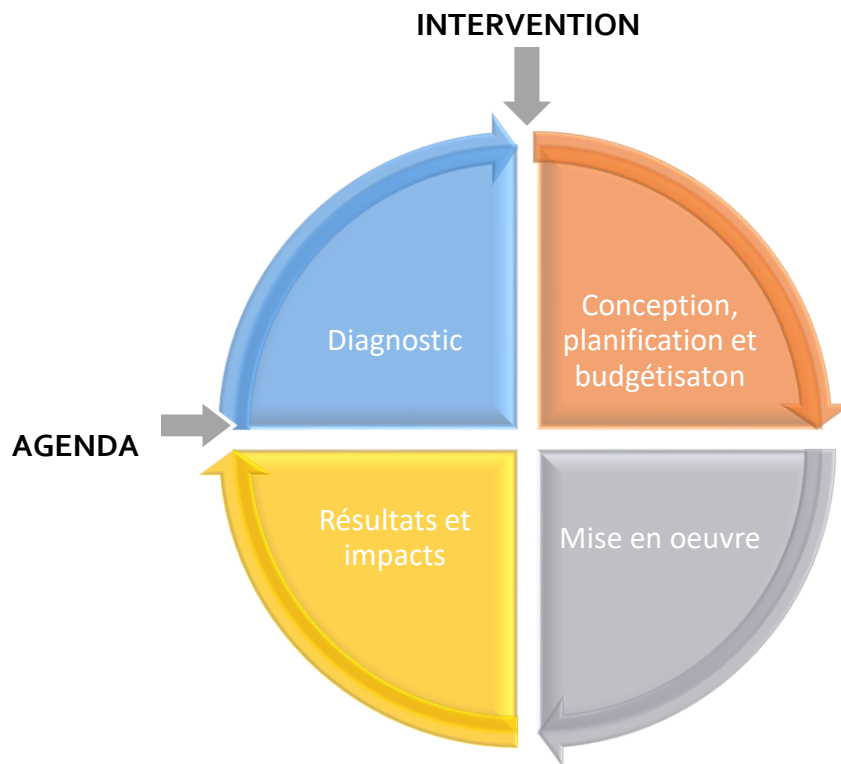 INTERVENTION
Diagnostic
Conception,
planification et
budgétisaton
AGENDA
Résultats et
impacts
Mise en oeuvre